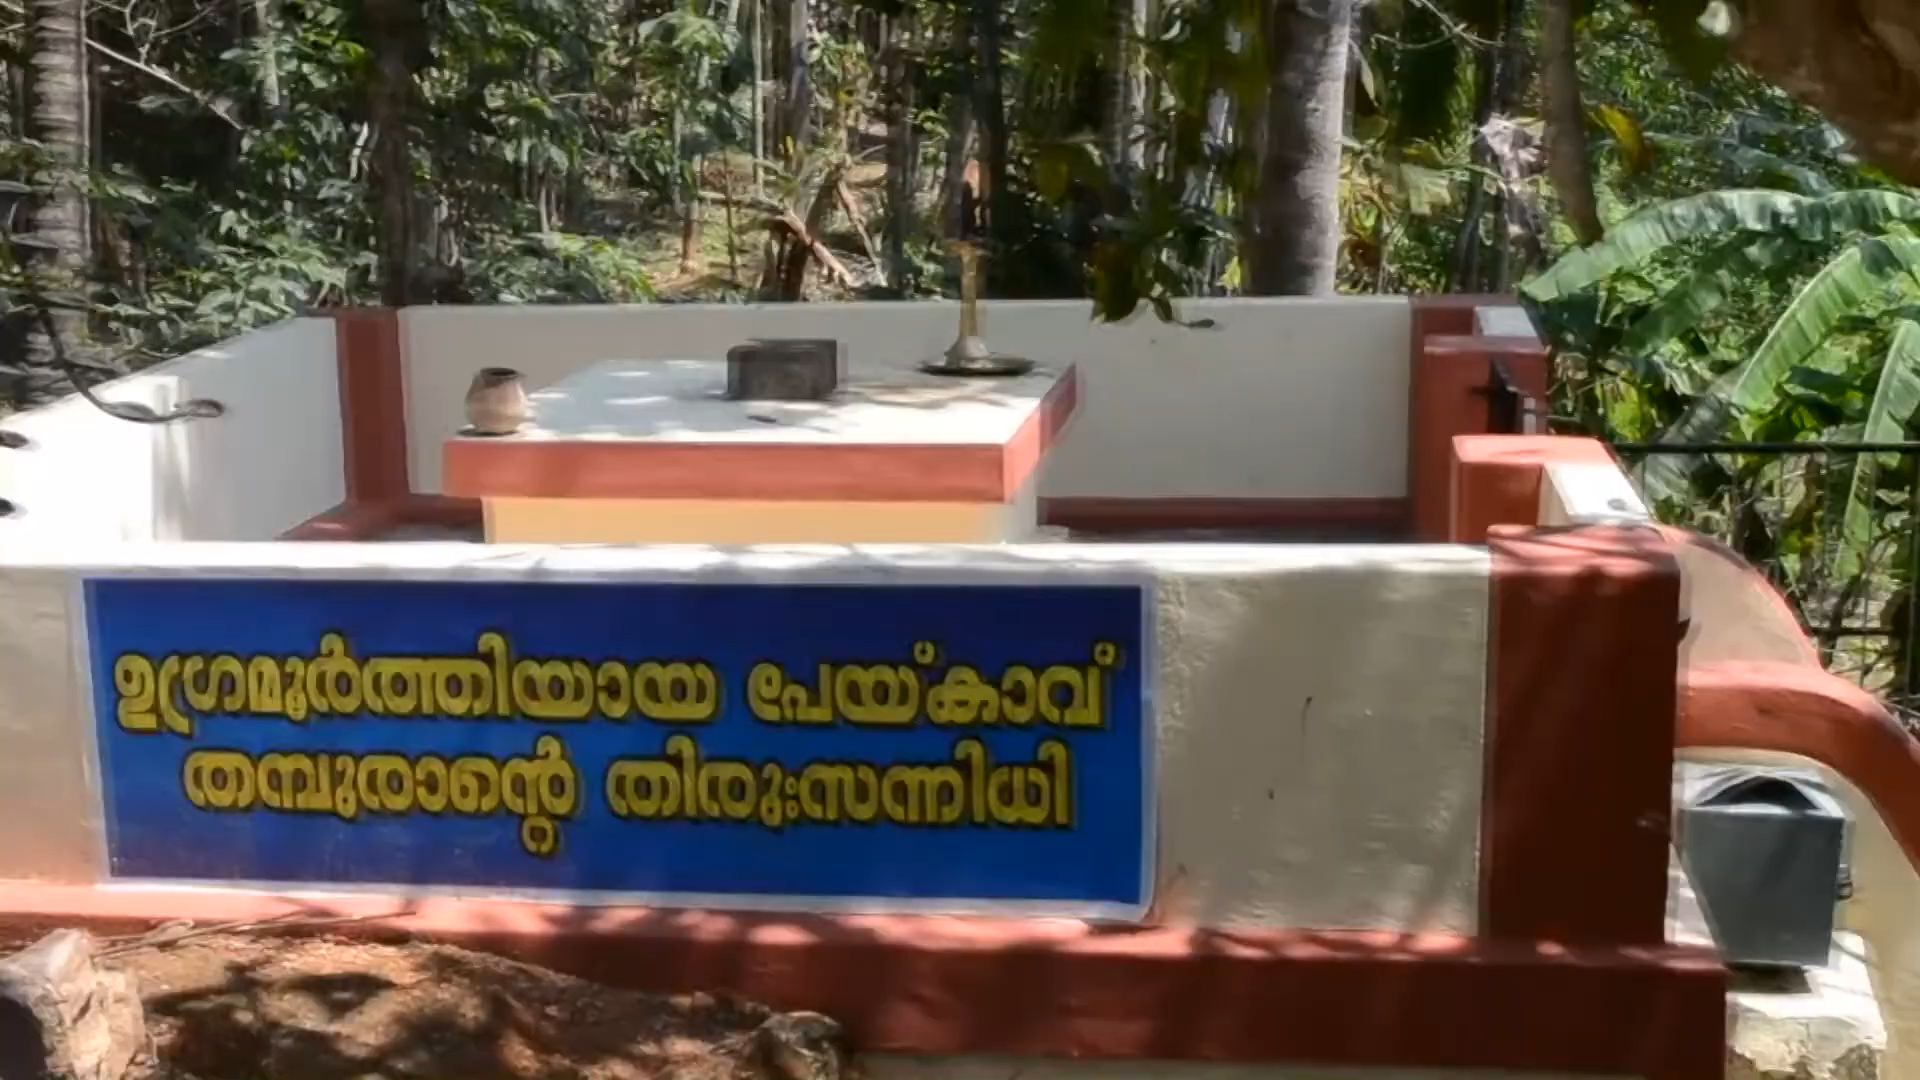 ഉഗ്രമൂർത്തിയായ പേയ്കാവ്
തമ്പുരാന്റെ തിരുഃസന്നിധി